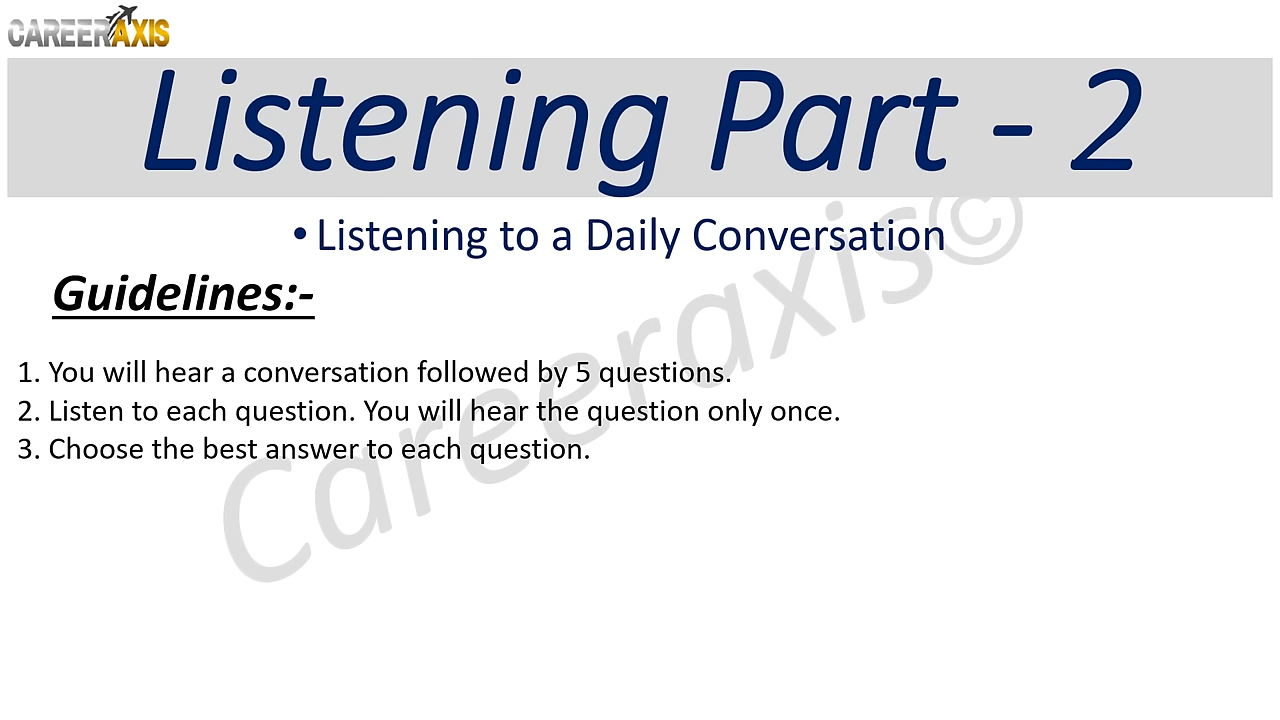 CAREERAXIS
Listening Part - 2
• Listening to a Daily Conversation
Guidelines:-
1. You will hear a conversation followed by 5 questions.
2. Listen to each question. You will hear the question only once.
3. Choose the best answer to each question.
Careeraxis©